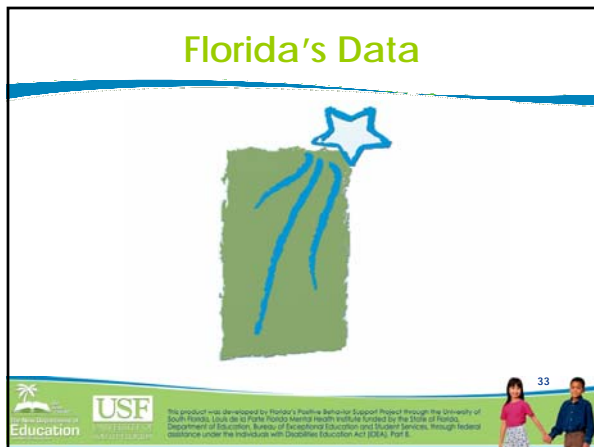 Florida's Data
33
Education
USF
This product was developed by Florida's Positive Behavior Support Project through the University of
South Florida, Louis de la Parte Florida Mental Health Institute funded by the State of Florida,
Department of Education, Bureau of Exceptional Education and Student Services, through federal
assistance under the Individuals with Disabilities Education Act (IDEA), Part B.